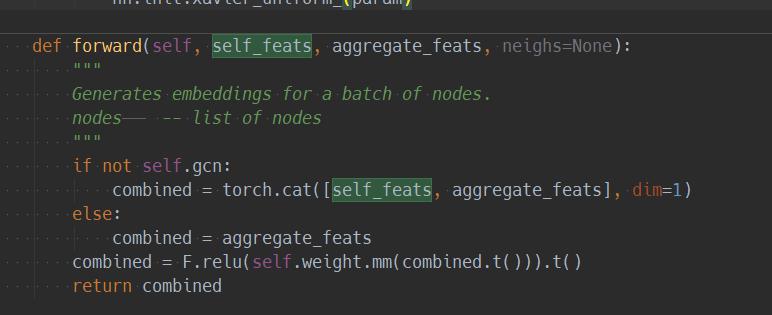 nn.init.xavier_uniform_(param)
def forward(self, self_feats, aggregate_feats, neighs=None):
"""
Generates embeddings for a batch of nodes.
nodes—— -- list of nodes
"""
if not self.gcn:
combined = torch.cat([self_feats, aggregate_feats], dim=1)
else:
combined = aggregate_feats
combined = F.relu(self.weight.mm(combined.t())).t()
return combined